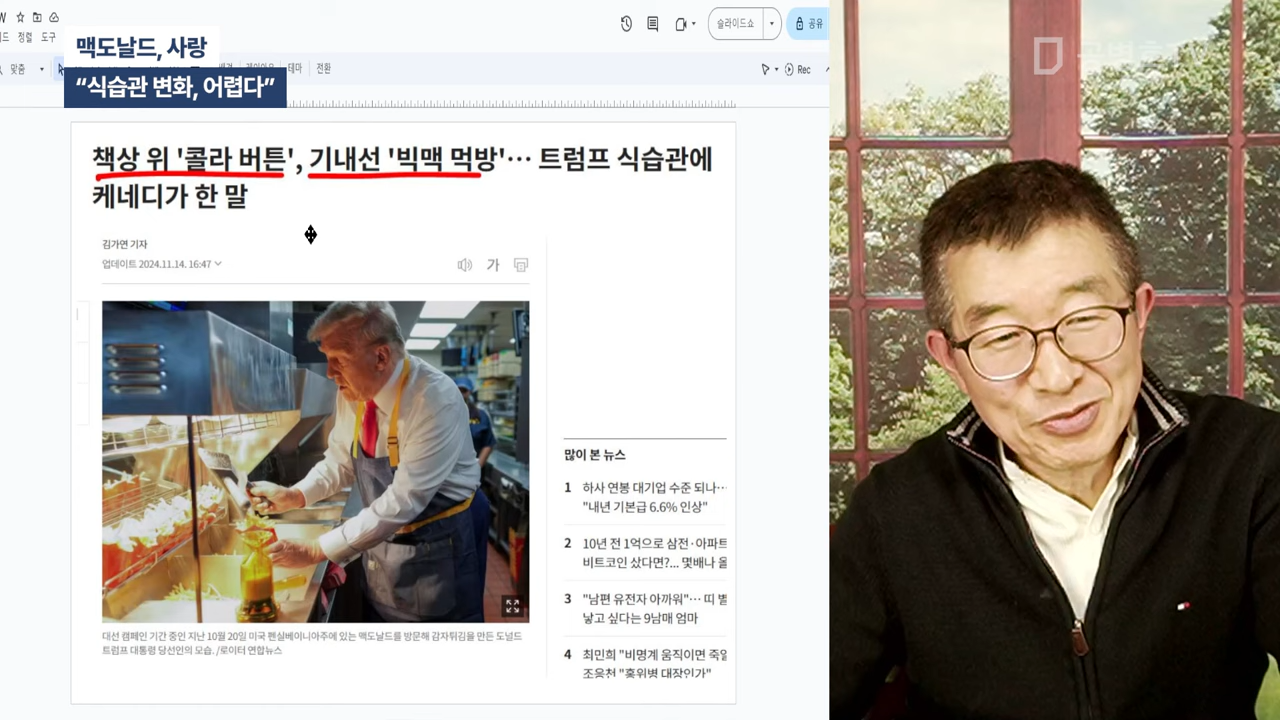 맥도날드, 사랑
“식습관 변화, 어렵다”
정렬
도구
맞춤
테마
전환
슬라이드쇼
공유
Rec
책상 위 '콜라 버튼', 기내선 '빅맥 먹방'… 트럼프 식습관에
케네디가 한 말
김가연 기자
업데이트 2024.11.14. 16:47
가
대선 캠페인 기간 중인 지난 10월 20일 미국 펜실베이니아주에 있는 맥도날드를 방문해 감자튀김을 만든 도널드
트럼프 대통령 당선인의 모습. /로이터 연합뉴스
많이 본 뉴스
1 하사 연봉 대기업 수준 되나…
"내년 기본급 6.6% 인상"
2 10년 전 1억으로 삼전·아파트
비트코인 샀다면?... 몇배나 올
3 "남편 유전자 아까워"… 띠 별
낳고 싶다는 9남매 엄마
4 최민희 "비명계 움직이면 죽일
조응천 "홍위병 대장인가"